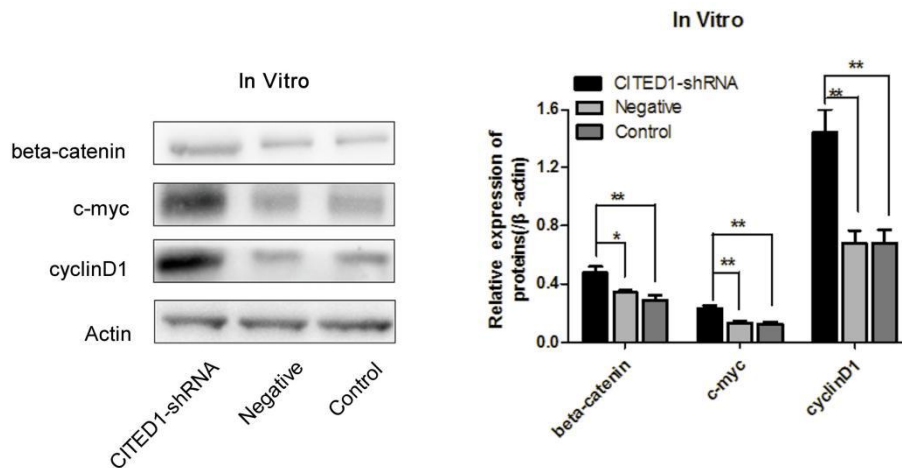 In Vitro
beta-catenin
c-myc
cyclinD1
Actin
CITED1-shRNA
Negative
Control
In Vitro
CITED1-shRNA
Negative
Control
Relative expression of
proteins(/β -actin)
1.6
1.2
0.8
0.4
0.0
**
*
**
**
**
**
beta-catenin
c-myc
cyclinD1